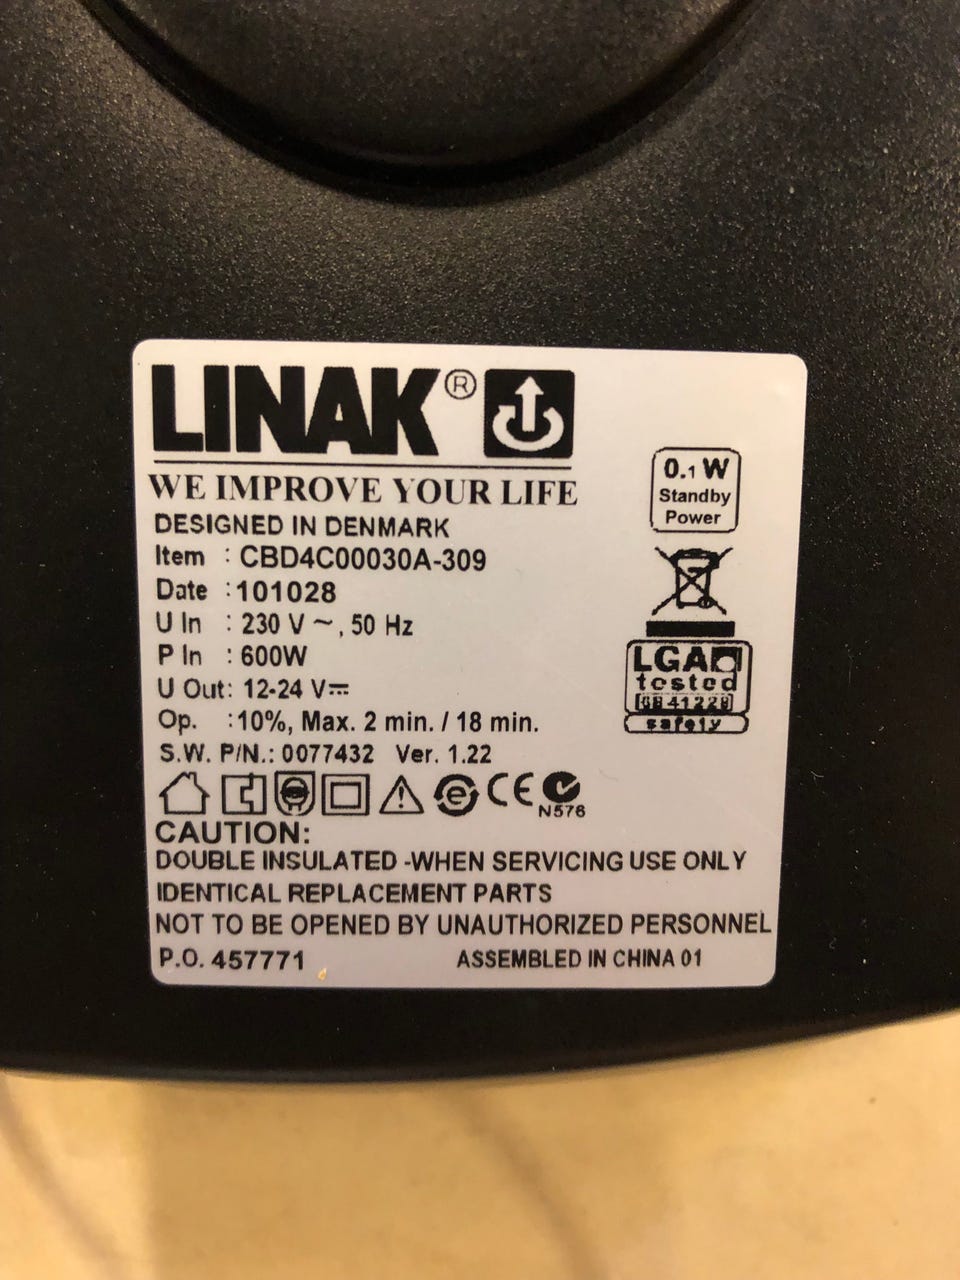 LINAK®
WE IMPROVE YOUR LIFE
DESIGNED IN DENMARK
Item : CBD4C00030A-309
Date : 101028
U In : 230 V ~, 50 Hz
P In : 600W
U Out: 12-24 V⎓
Op. : 10%, Max. 2 min. / 18 min.
S.W. P/N.: 0077432 Ver. 1.22
0.1 W
Standby
Power
LGA
tested
safety
e CE
N576
CAUTION:
DOUBLE INSULATED -WHEN SERVICING USE ONLY
IDENTICAL REPLACEMENT PARTS
NOT TO BE OPENED BY UNAUTHORIZED PERSONNEL
P.O. 457771 ASSEMBLED IN CHINA 01